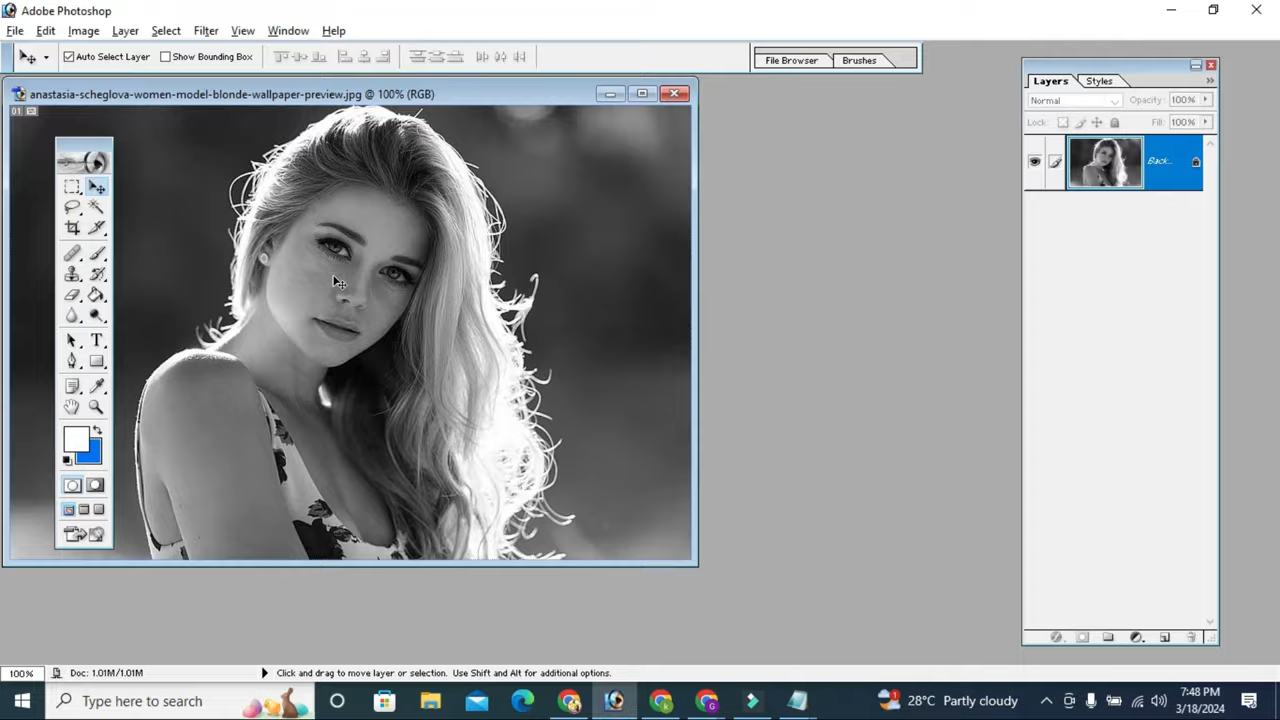 Adobe Photoshop
File Edit Image Layer Select Filter View Window Help
Auto Select Layer Show Bounding Box
File Browser Brushes
anastasia-scheglova-women-model-blonde-wallpaper-preview.jpg @ 100% (RGB)
01
Layers Styles
Normal Opacity: 100%
Lock: Fill: 100%
Back...
T
100% Doc: 1.01M/1.01M Click and drag to move layer or selection. Use Shift and Alt for additional options.
Type here to search
28°C Partly cloudy
7:48 PM
3/18/2024